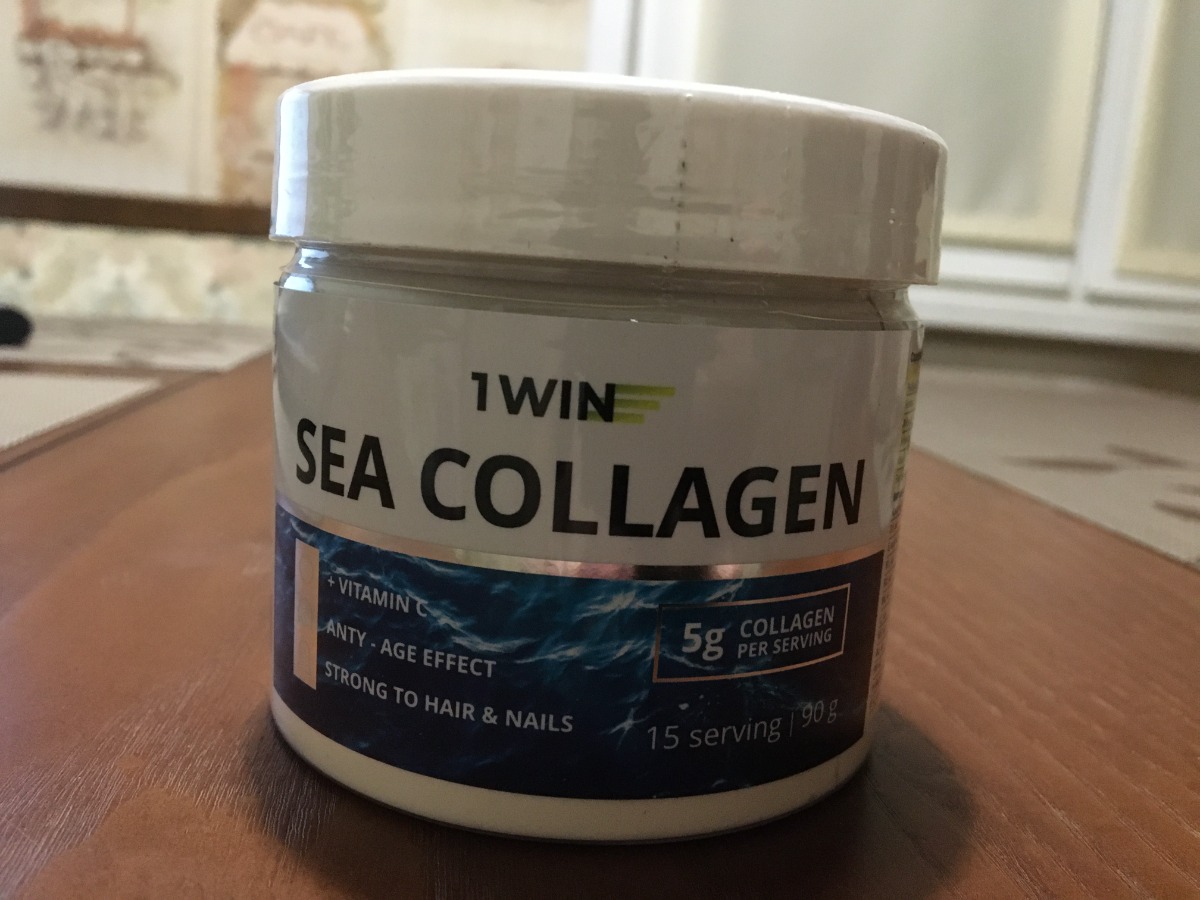 1WIN
SEA COLLAGEN
+ VITAMIN C
ANTY - AGE EFFECT
STRONG TO HAIR & NAILS
5g COLLAGEN
PER SERVING
15 serving | 90 g